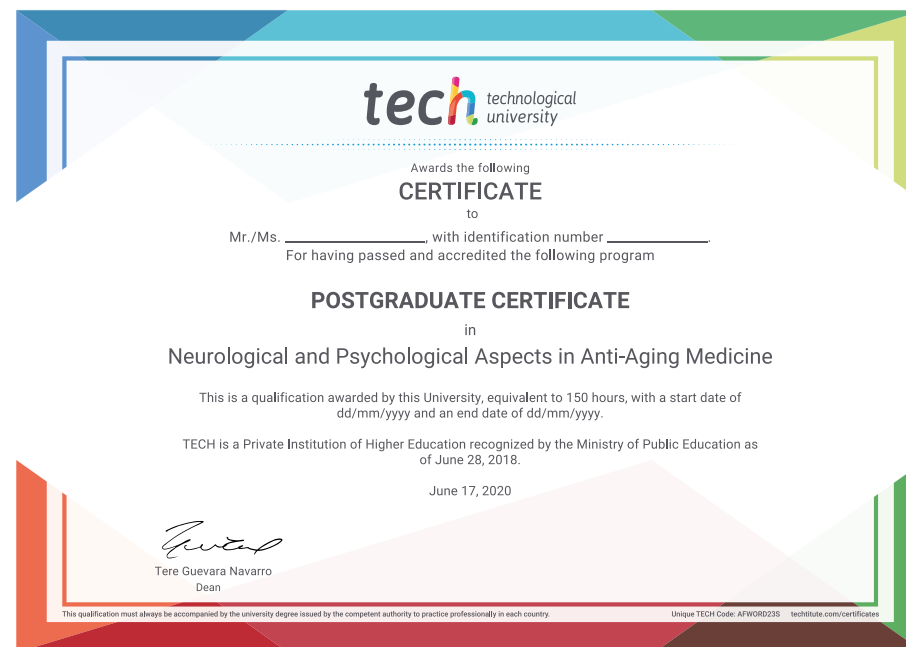 tech technological
university
Awards the following
CERTIFICATE
to
Mr./Ms. ____________________, with identification number ______________.
For having passed and accredited the following program
POSTGRADUATE CERTIFICATE
in
Neurological and Psychological Aspects in Anti-Aging Medicine
This is a qualification awarded by this University, equivalent to 150 hours, with a start date of
dd/mm/yyyy and an end date of dd/mm/yyyy.
TECH is a Private Institution of Higher Education recognized by the Ministry of Public Education as
of June 28, 2018.
June 17, 2020
Tere Guevara Navarro
Dean
This qualification must always be accompanied by the university degree issued by the competent authority to practice professionally in each country. Unique TECH Code: AFWORD23S techtitute.com/certificates